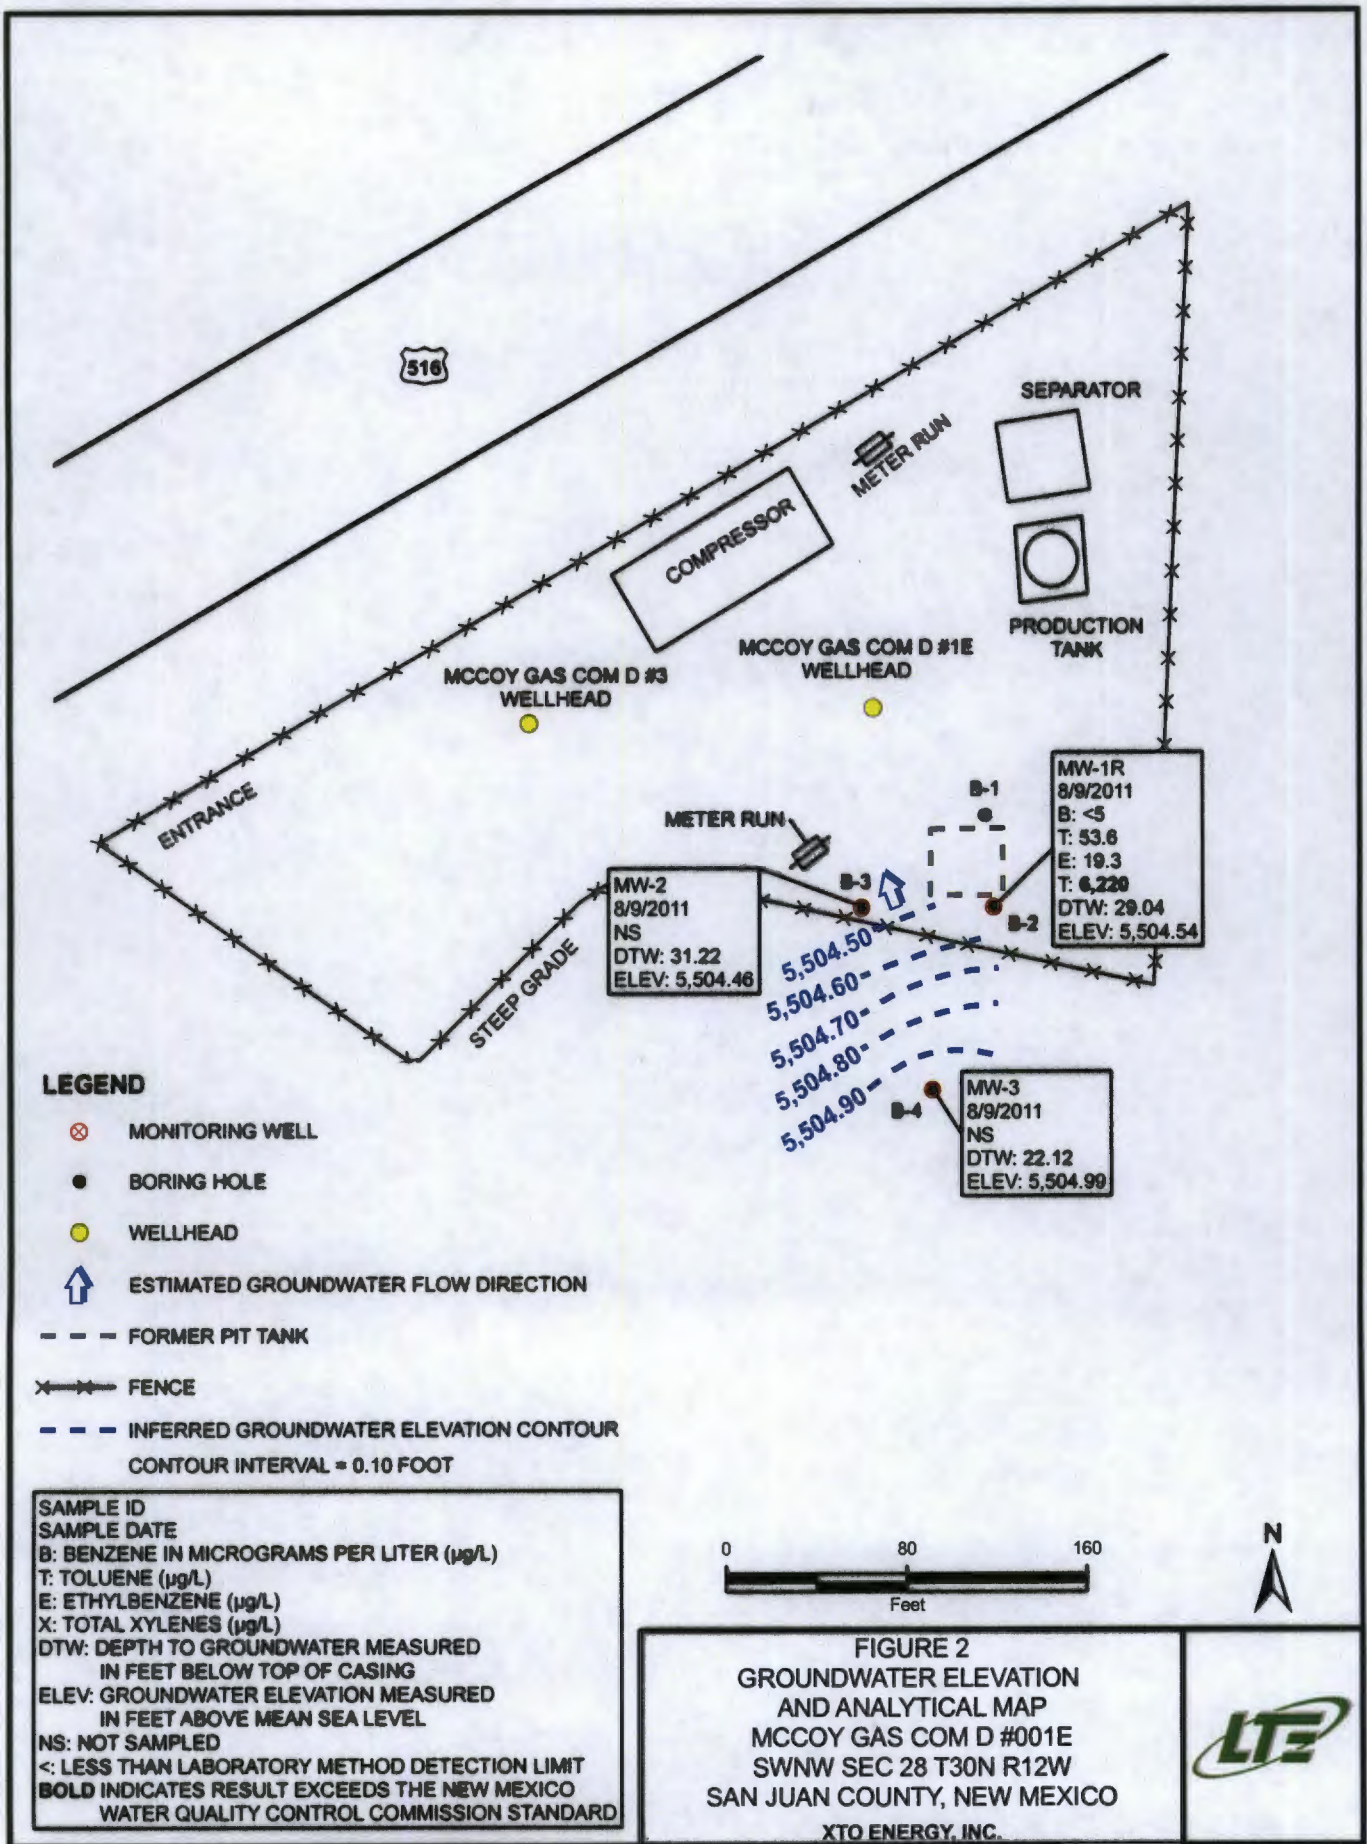 516
SEPARATOR
METER RUN
COMPRESSOR
PRODUCTION
TANK
MCCOY GAS COM D #1E
WELLHEAD
MCCOY GAS COM D #3
WELLHEAD
ENTRANCE
METER RUN
B-1
MW-1R
8/9/2011
B: <5
T: 53.6
E: 19.3
T: 6,220
DTW: 29.04
ELEV: 5,504.54
B-3
B-2
MW-2
8/9/2011
NS
DTW: 31.22
ELEV: 5,504.46
STEEP GRADE
5,504.50
5,504.60
5,504.70
5,504.80
5,504.90
B-4
MW-3
8/9/2011
NS
DTW: 22.12
ELEV: 5,504.99
LEGEND
MONITORING WELL
BORING HOLE
WELLHEAD
ESTIMATED GROUNDWATER FLOW DIRECTION
FORMER PIT TANK
FENCE
INFERRED GROUNDWATER ELEVATION CONTOUR
CONTOUR INTERVAL = 0.10 FOOT
SAMPLE ID
SAMPLE DATE
B: BENZENE IN MICROGRAMS PER LITER (µg/L)
T: TOLUENE (µg/L)
E: ETHYLBENZENE (µg/L)
X: TOTAL XYLENES (µg/L)
DTW: DEPTH TO GROUNDWATER MEASURED
IN FEET BELOW TOP OF CASING
ELEV: GROUNDWATER ELEVATION MEASURED
IN FEET ABOVE MEAN SEA LEVEL
NS: NOT SAMPLED
<: LESS THAN LABORATORY METHOD DETECTION LIMIT
BOLD INDICATES RESULT EXCEEDS THE NEW MEXICO
WATER QUALITY CONTROL COMMISSION STANDARD
0 80 160
Feet
N
FIGURE 2
GROUNDWATER ELEVATION
AND ANALYTICAL MAP
MCCOY GAS COM D #001E
SWNW SEC 28 T30N R12W
SAN JUAN COUNTY, NEW MEXICO
XTO ENERGY, INC.
LTE